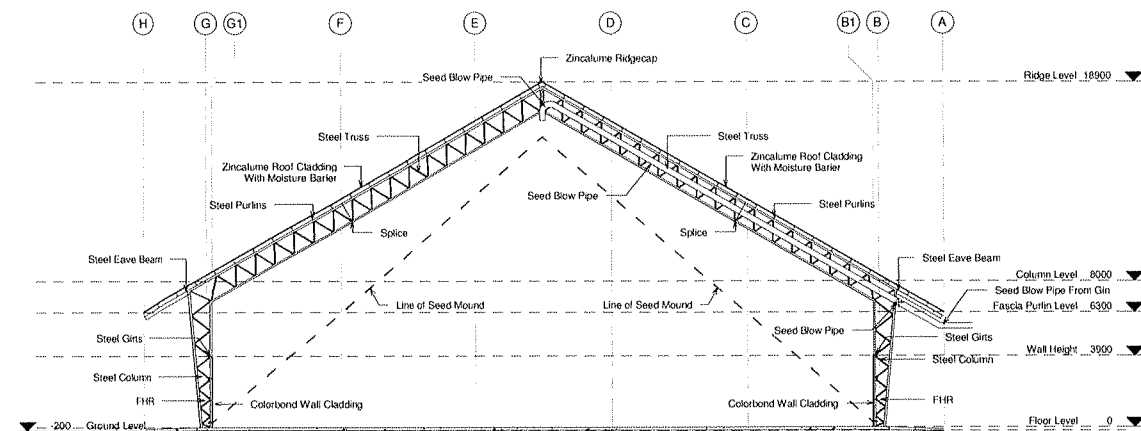 H G G1 F E D C B1 B A
Zincalume Ridgecap
Seed Blow Pipe
Ridge Level 18900
Steel Truss
Steel Truss
Zincalume Roof Cladding
With Moisture Barier
Zincalume Roof Cladding
With Moisture Barier
Seed Blow Pipe
Steel Purlins
Steel Purlins
Splice
Splice
Steel Eave Beam
Steel Eave Beam
Column Level 8000
Seed Blow Pipe From Gin
Line of Seed Mound
Line of Seed Mound
Fascia Purlin Level 6300
Seed Blow Pipe
Steel Girts
Steel Girts
Wall Height 3900
Steel Column
Steel Column
FHR
Colorbond Wall Cladding
Colorbond Wall Cladding
FHR
-200 Ground Level
Floor Level 0